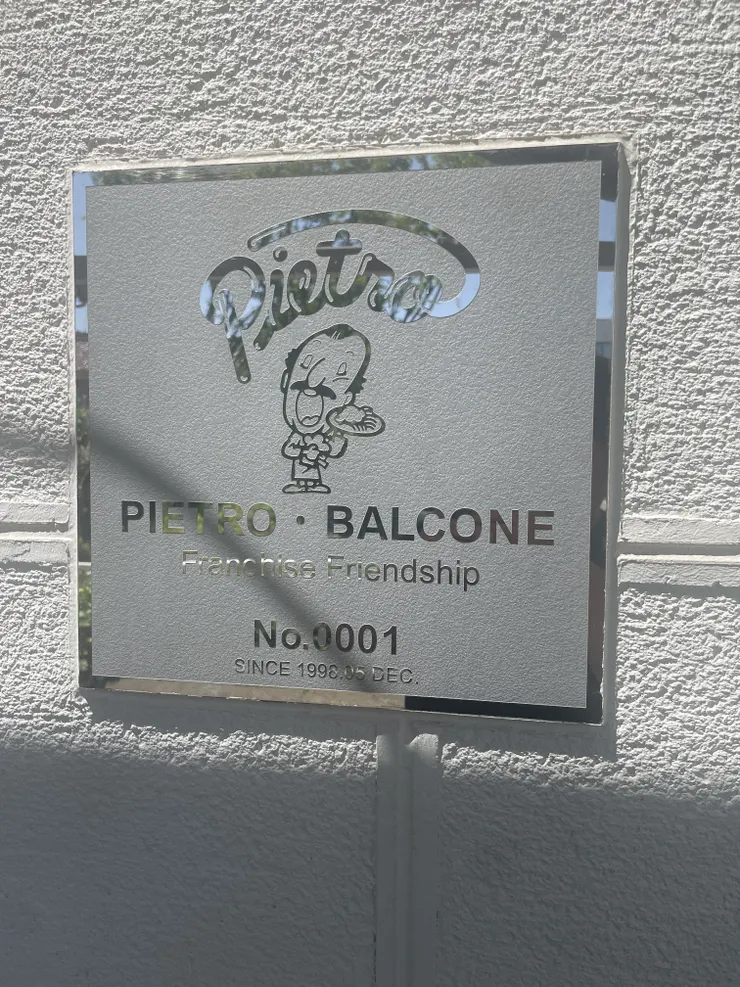 Pietro
PIETRO · BALCONE
Franchise Friendship
No.0001
SINCE 1998.05 DEC.